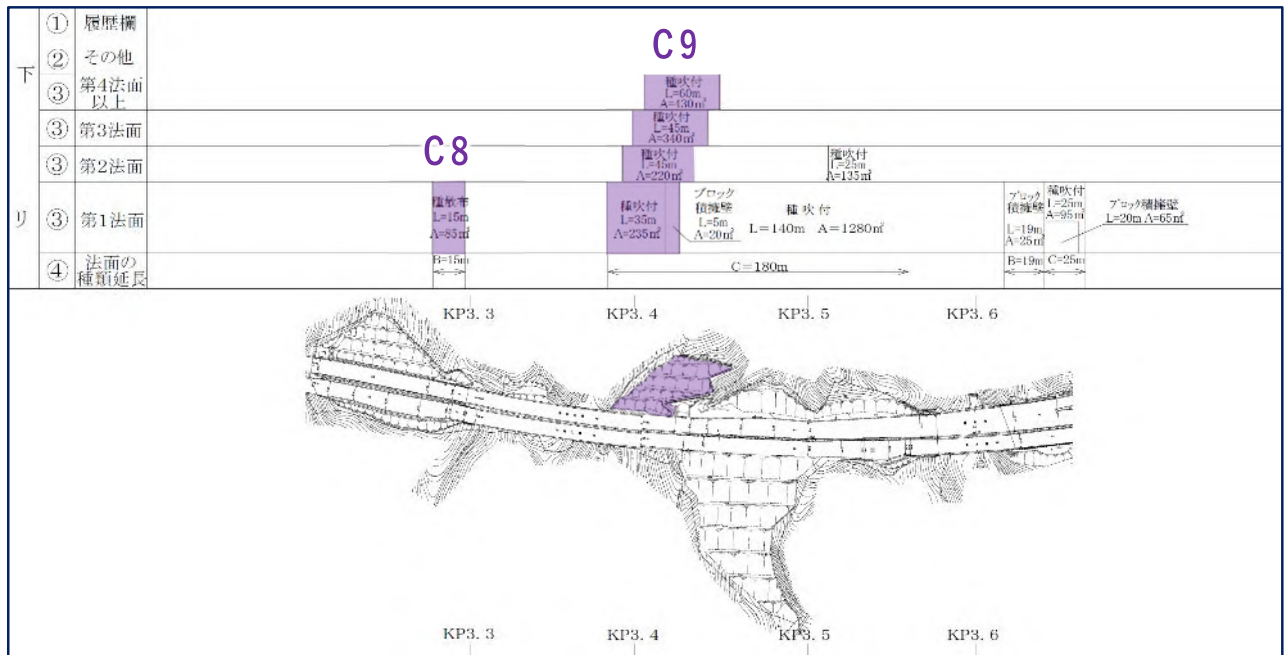 下
リ
① 履歴欄
② その他
③ 第4法面
以上
③ 第3法面
③ 第2法面
③ 第1法面
④ 法面の
種類延長
C9
種吹付
L=60m
A=430㎡
種吹付
L=45m
A=340㎡
C8
種吹付
L=45m
A=220㎡
種吹付
L=25m
A=135㎡
種散布
L=15m
A=85㎡
種吹付
L=35m
A=235㎡
ブロック
積擁壁
L=5m
A=20㎡
種吹付
L=140m A=1280㎡
ブロック
積擁壁
L=19m
A=25㎡
種吹付
L=25m
A=95㎡
ブロック積擁壁
L=20m A=65㎡
B=15m
C=180m
B=19m
C=25m
KP3.3 KP3.4 KP3.5 KP3.6
KP3.3 KP3.4 KP3.5 KP3.6